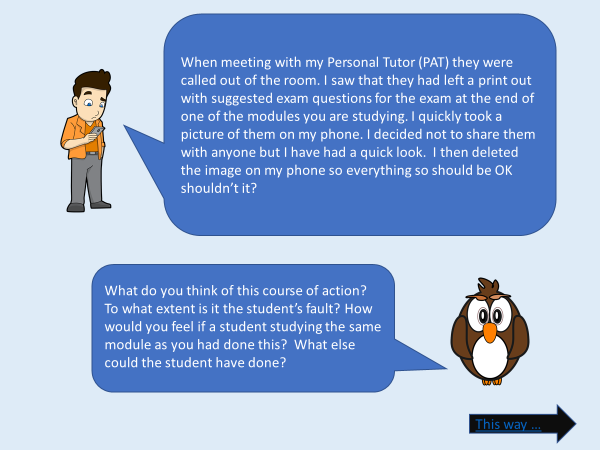 When meeting with my Personal Tutor (PAT) they were
called out of the room. I saw that they had left a print out
with suggested exam questions for the exam at the end of
one of the modules you are studying. I quickly took a
picture of them on my phone. I decided not to share them
with anyone but I have had a quick look.  I then deleted
the image on my phone so everything so should be OK
shouldn't it?
What do you think of this course of action?
To what extent is it the student's fault? How
would you feel if a student studying the same
module as you had done this?  What else
could the student have done?
This way ...